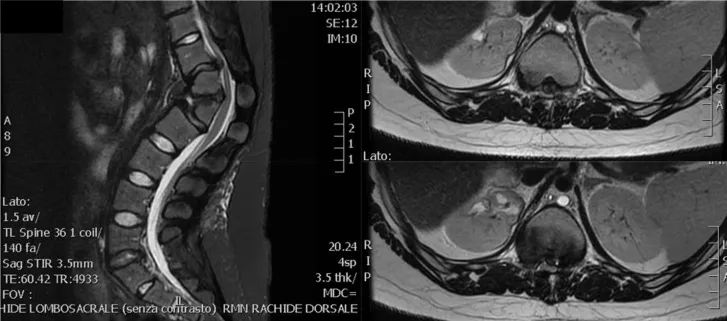 14:02:03
SE:12
IM:10
A
8
9
P
2
1
1
1
Lato:
1.5 av/
TL Spine 36 1 coil/
140 fa/
Sag STIR 3.5mm
TE:60.42 TR:4933
FOV :
20.24
4sp
3.5 thk/
MDC=
HIDE LOMBOSACRALE (senza contrasto) RMN RACHIDE DORSALE
R
I
P
L
S
A
Lato:
R
I
P
L
S
A